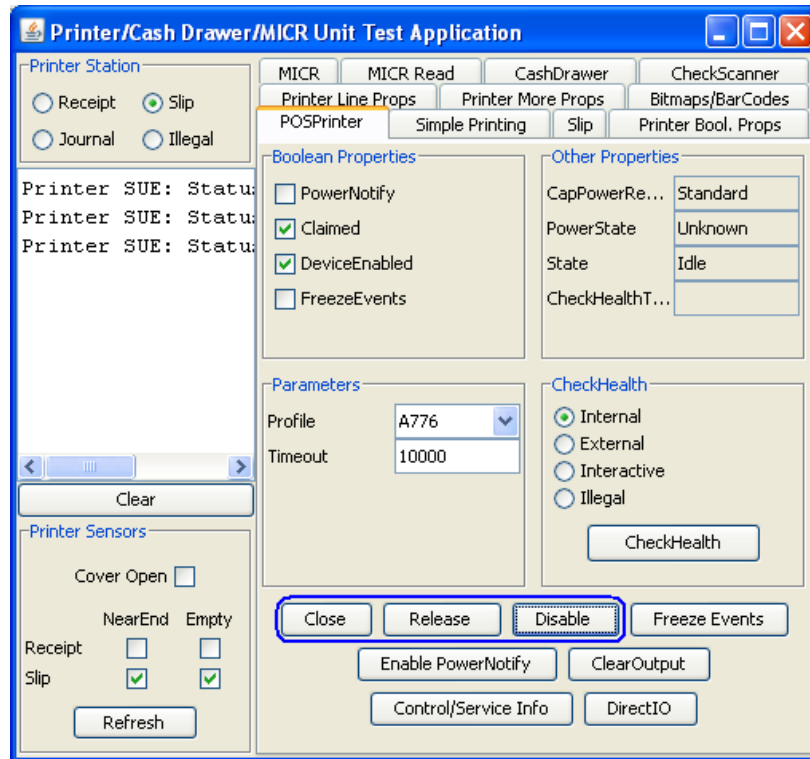 Printer/Cash Drawer/MICR Unit Test Application
Printer Station
Receipt Slip
Journal Illegal
Printer SUE: Statu
Printer SUE: Statu
Printer SUE: Statu
Clear
Printer Sensors
Cover Open
NearEnd Empty
Receipt
Slip
Refresh
MICR MICR Read CashDrawer CheckScanner
Printer Line Props Printer More Props Bitmaps/BarCodes
POSPrinter Simple Printing Slip Printer Bool. Props
Boolean Properties
PowerNotify
Claimed
DeviceEnabled
FreezeEvents
Other Properties
CapPowerRe... Standard
PowerState Unknown
State Idle
CheckHealthT...
Parameters
Profile A776
Timeout 10000
CheckHealth
Internal
External
Interactive
Illegal
CheckHealth
Close Release Disable Freeze Events
Enable PowerNotify ClearOutput
Control/Service Info DirectIO